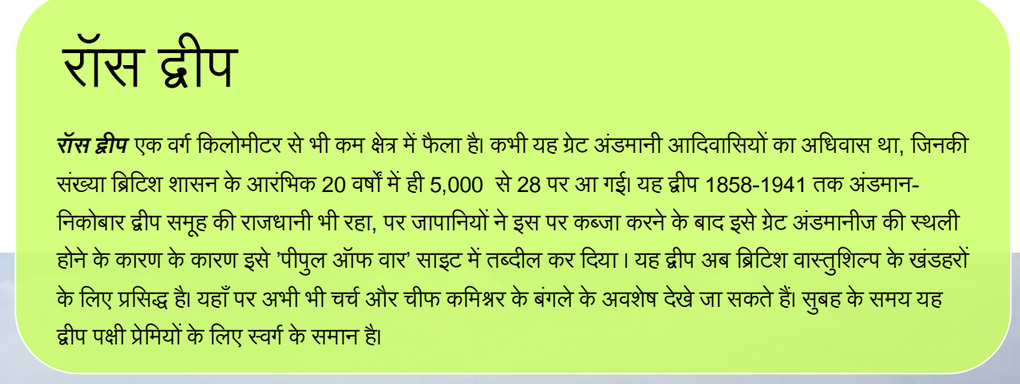 रॉस द्वीप
रॉस द्वीप एक वर्ग किलोमीटर से भी कम क्षेत्र में फैला है। कभी यह ग्रेट अंडमानी आदिवासियों का अधिवास था, जिनकी
संख्या ब्रिटिश शासन के आरंभिक 20 वर्षों में ही 5,000 से 28 पर आ गई। यह द्वीप 1858-1941 तक अंडमान-
निकोबार द्वीप समूह की राजधानी भी रहा, पर जापानियों ने इस पर कब्जा करने के बाद इसे ग्रेट अंडमानीज की स्थली
होने के कारण के कारण इसे 'पीपुल ऑफ वार' साइट में तब्दील कर दिया । यह द्वीप अब ब्रिटिश वास्तुशिल्प के खंडहरों
के लिए प्रसिद्ध है। यहाँ पर अभी भी चर्च और चीफ कमिश्नर के बंगले के अवशेष देखे जा सकते हैं। सुबह के समय यह
द्वीप पक्षी प्रेमियों के लिए स्वर्ग के समान है।